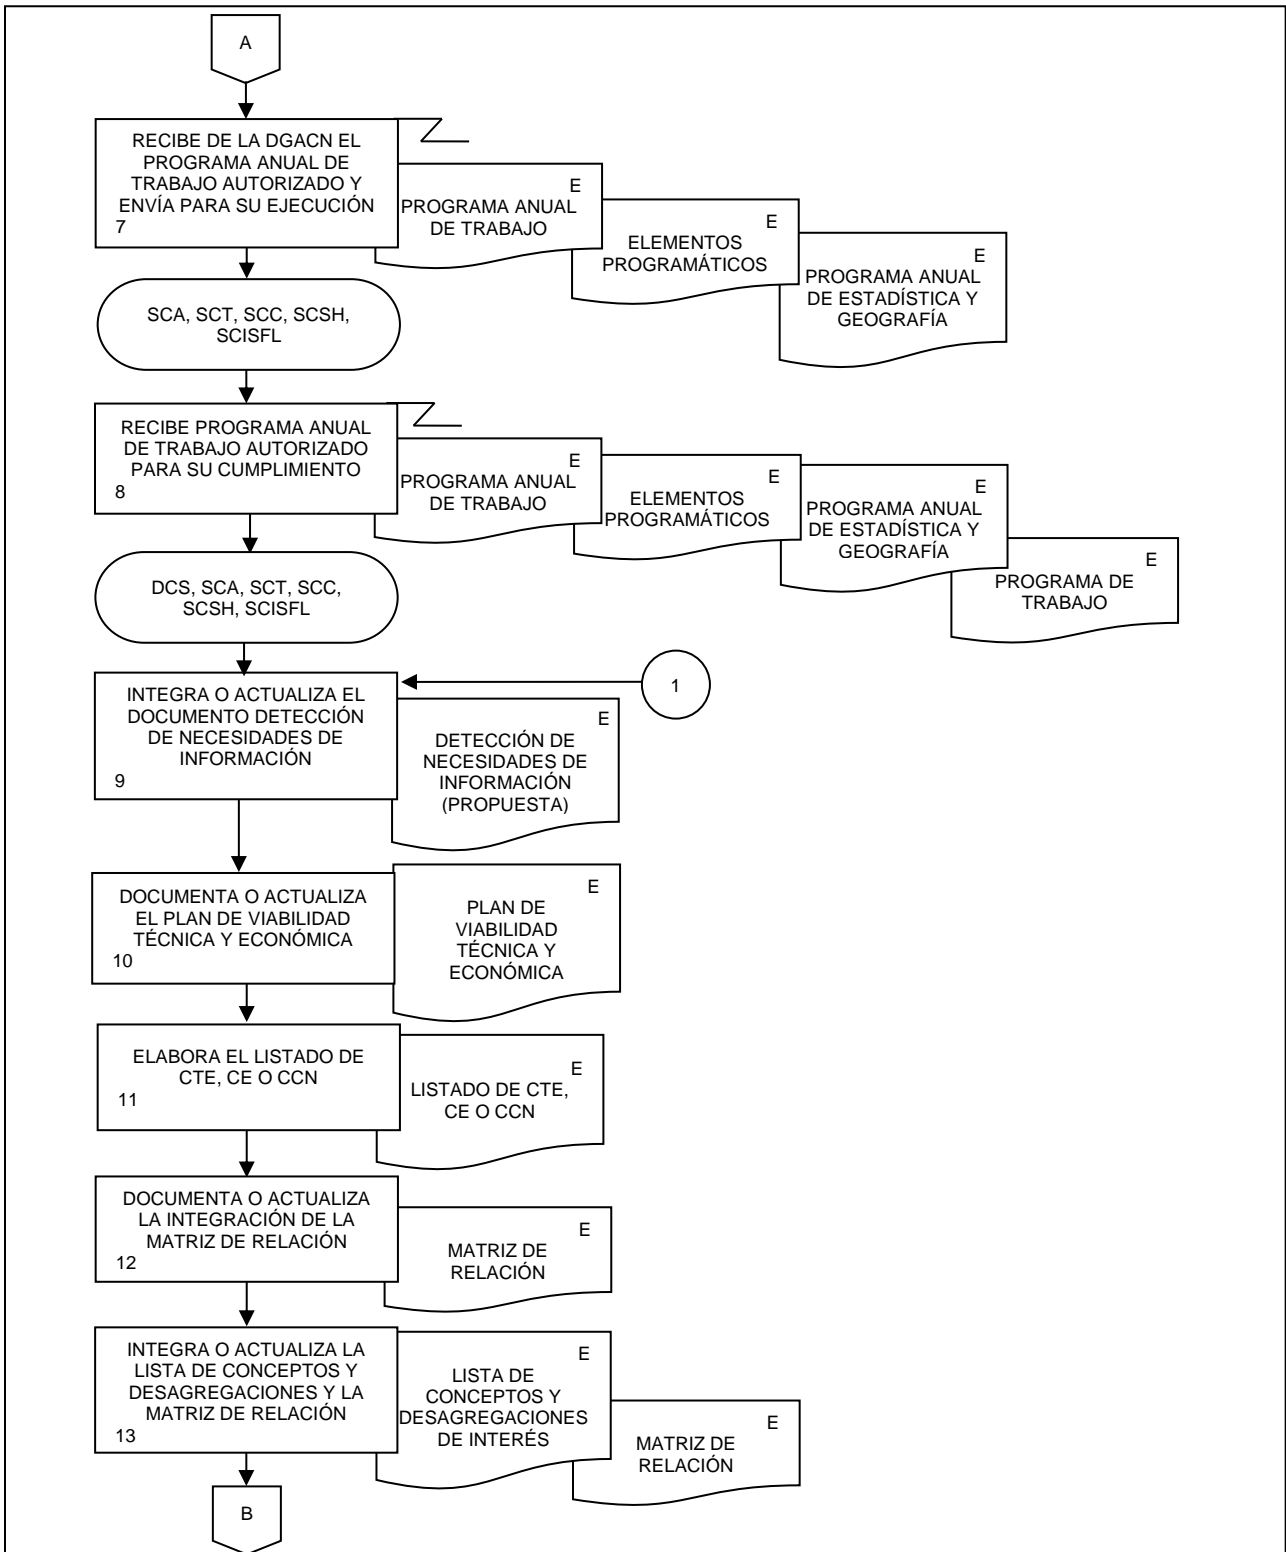 A
RECIBE DE LA DGACN EL
PROGRAMA ANUAL DE
TRABAJO AUTORIZADO Y
ENVÍA PARA SU EJECUCIÓN
7
E
PROGRAMA ANUAL
DE TRABAJO
E
ELEMENTOS
PROGRAMÁTICOS
E
PROGRAMA ANUAL
DE ESTADÍSTICA Y
GEOGRAFÍA
SCA, SCT, SCC, SCSH,
SCISFL
RECIBE PROGRAMA ANUAL
DE TRABAJO AUTORIZADO
PARA SU CUMPLIMIENTO
8
E
PROGRAMA ANUAL
DE TRABAJO
E
ELEMENTOS
PROGRAMÁTICOS
E
PROGRAMA ANUAL
DE ESTADÍSTICA Y
GEOGRAFÍA
E
PROGRAMA DE
TRABAJO
DCS, SCA, SCT, SCC,
SCSH, SCISFL
INTEGRA O ACTUALIZA EL
DOCUMENTO DETECCIÓN
DE NECESIDADES DE
INFORMACIÓN
9
1
E
DETECCIÓN DE
NECESIDADES DE
INFORMACIÓN
(PROPUESTA)
DOCUMENTA O ACTUALIZA
EL PLAN DE VIABILIDAD
TÉCNICA Y ECONÓMICA
10
E
PLAN DE
VIABILIDAD
TÉCNICA Y
ECONÓMICA
ELABORA EL LISTADO DE
CTE, CE O CCN
11
E
LISTADO DE CTE,
CE O CCN
DOCUMENTA O ACTUALIZA
LA INTEGRACIÓN DE LA
MATRIZ DE RELACIÓN
12
E
MATRIZ DE
RELACIÓN
INTEGRA O ACTUALIZA LA
LISTA DE CONCEPTOS Y
DESAGREGACIONES Y LA
MATRIZ DE RELACIÓN
13
E
LISTA DE
CONCEPTOS Y
DESAGREGACIONES
DE INTERÉS
E
MATRIZ DE
RELACIÓN
B